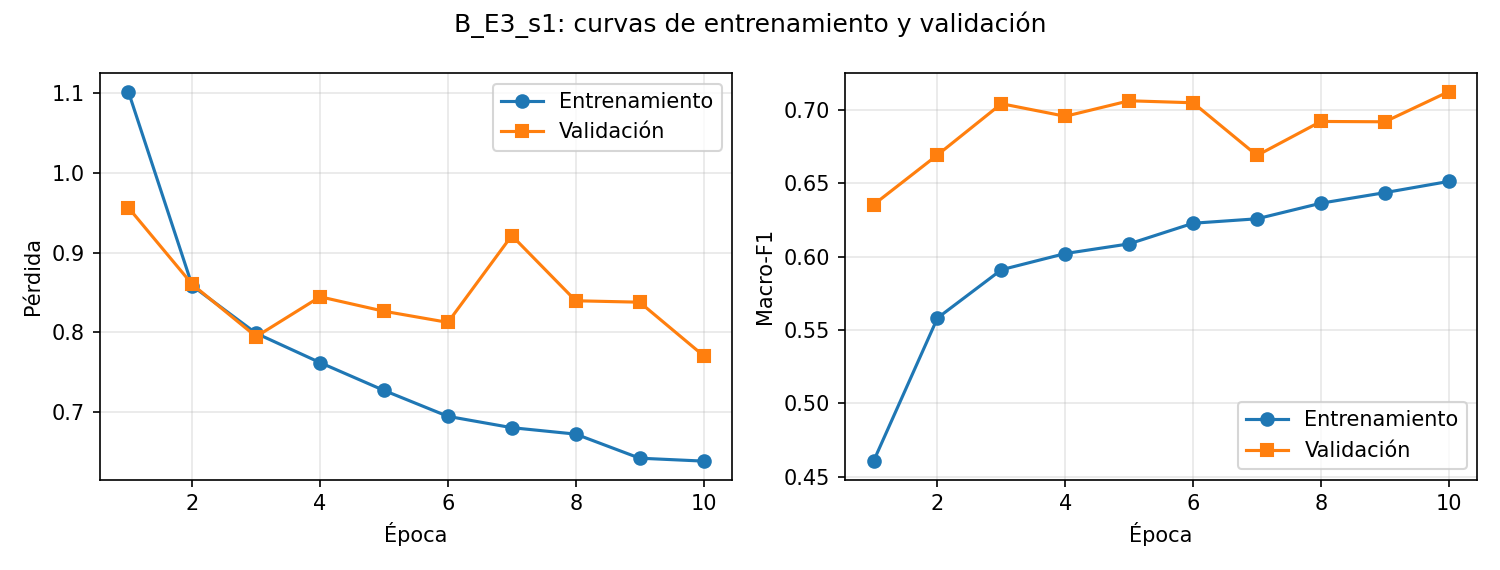 B_E3_s1: curvas de entrenamiento y validación
Pérdida
1.1
1.0
0.9
0.8
0.7
2
4
6
8
10
Época
Entrenamiento
Validación
Macro-F1
0.70
0.65
0.60
0.55
0.50
0.45
2
4
6
8
10
Época
Entrenamiento
Validación